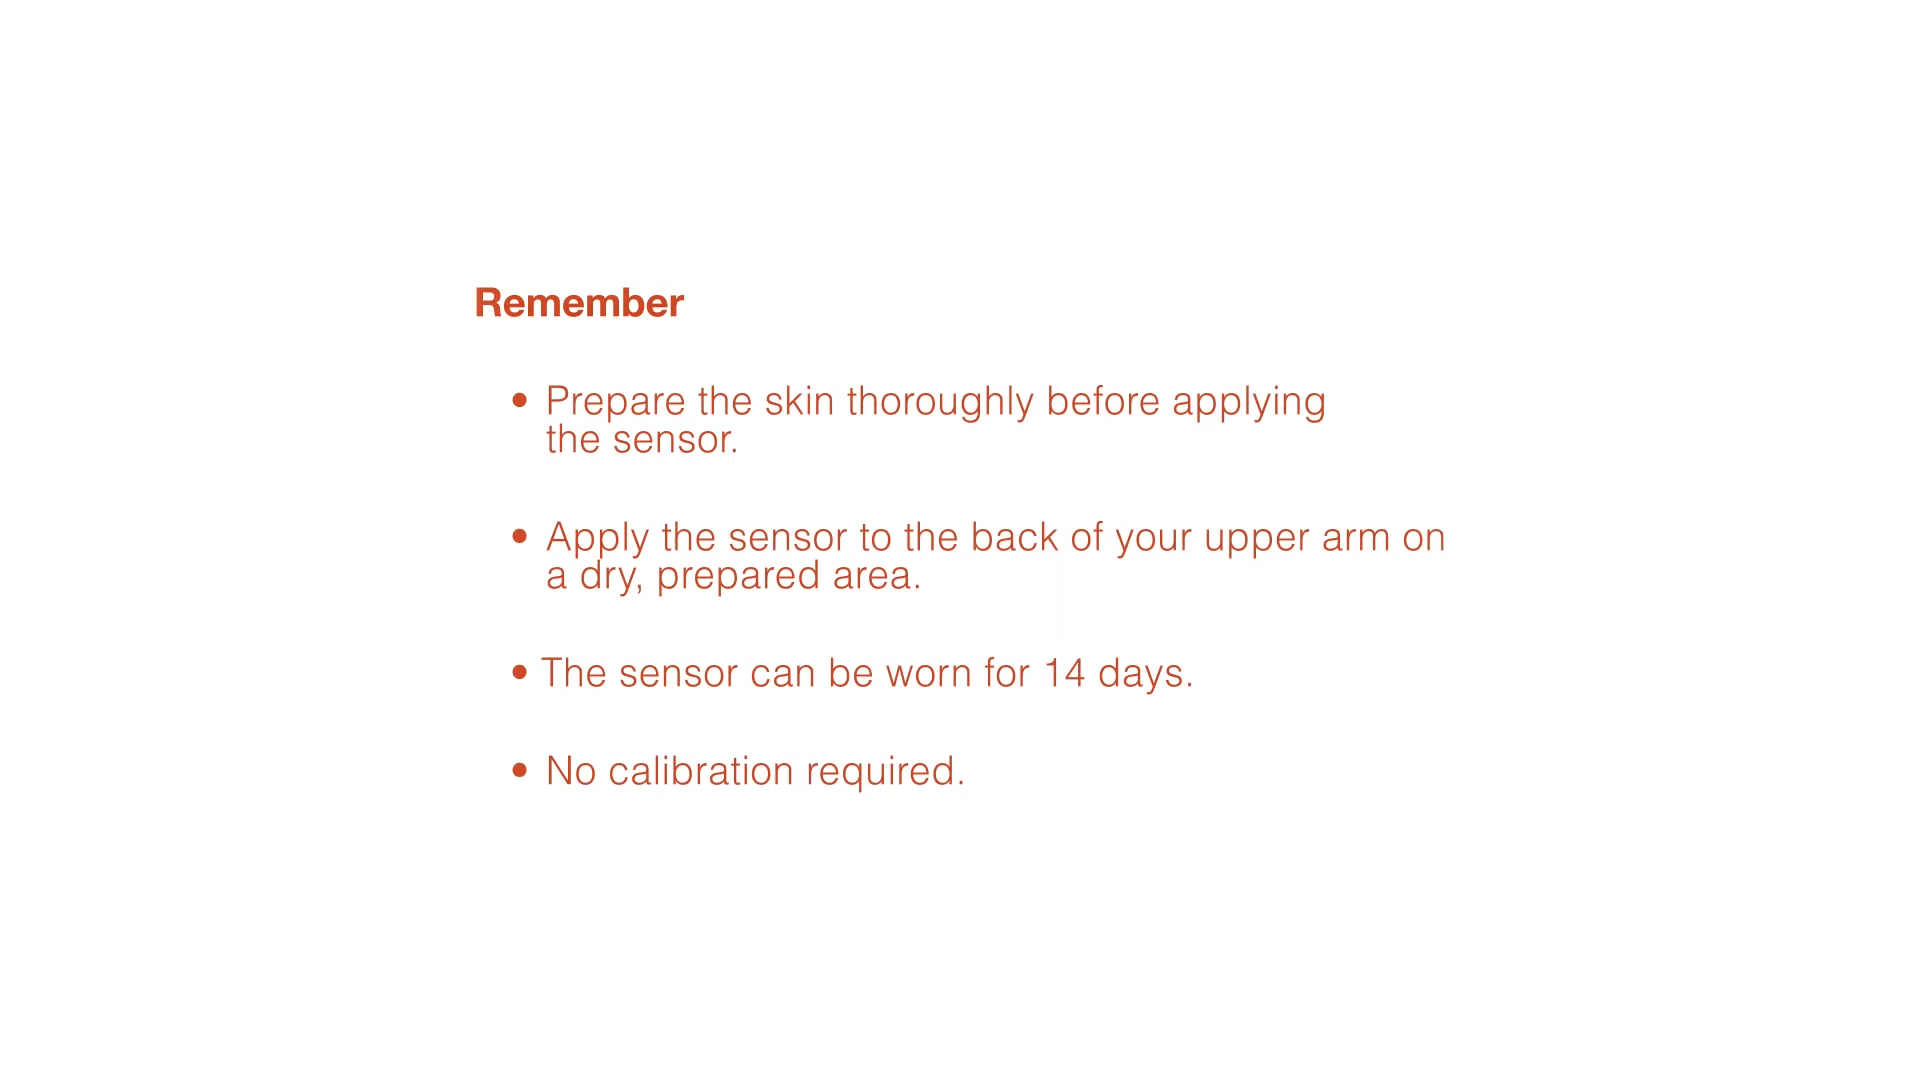 Remember
• Prepare the skin thoroughly before applying
the sensor.
• Apply the sensor to the back of your upper arm on
a dry, prepared area.
• The sensor can be worn for 14 days.
• No calibration required.